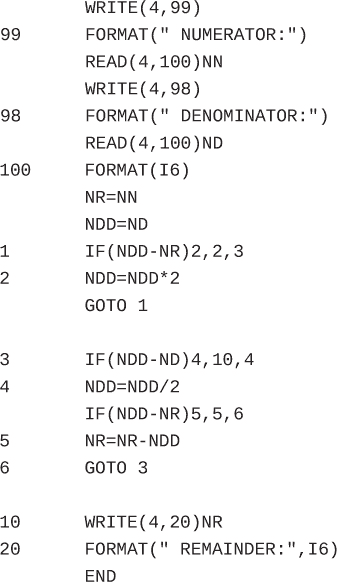 WRITE(4,99)
99      FORMAT(" NUMERATOR:")
        READ(4,100)NN
        WRITE(4,98)
98      FORMAT(" DENOMINATOR:")
        READ(4,100)ND
100     FORMAT(I6)
        NR=NN
        NDD=ND
1       IF(NDD-NR)2,2,3
2       NDD=NDD*2
        GOTO 1

3       IF(NDD-ND)4,10,4
4       NDD=NDD/2
        IF(NDD-NR)5,5,6
5       NR=NR-NDD
6       GOTO 3

10      WRITE(4,20)NR
20      FORMAT(" REMAINDER:",I6)
        END